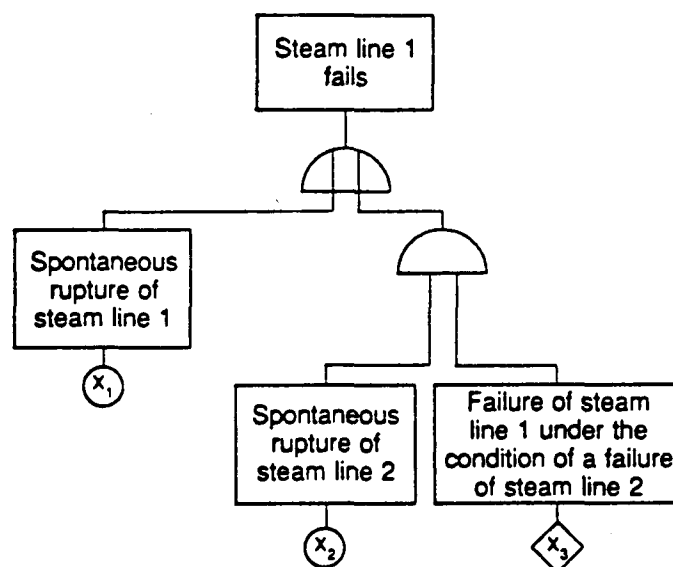 Steam line 1
fails
Spontaneous
rupture of
steam line 1
X₁
Spontaneous
rupture of
steam line 2
X₂
Failure of steam
line 1 under the
condition of a failure
of steam line 2
X₃